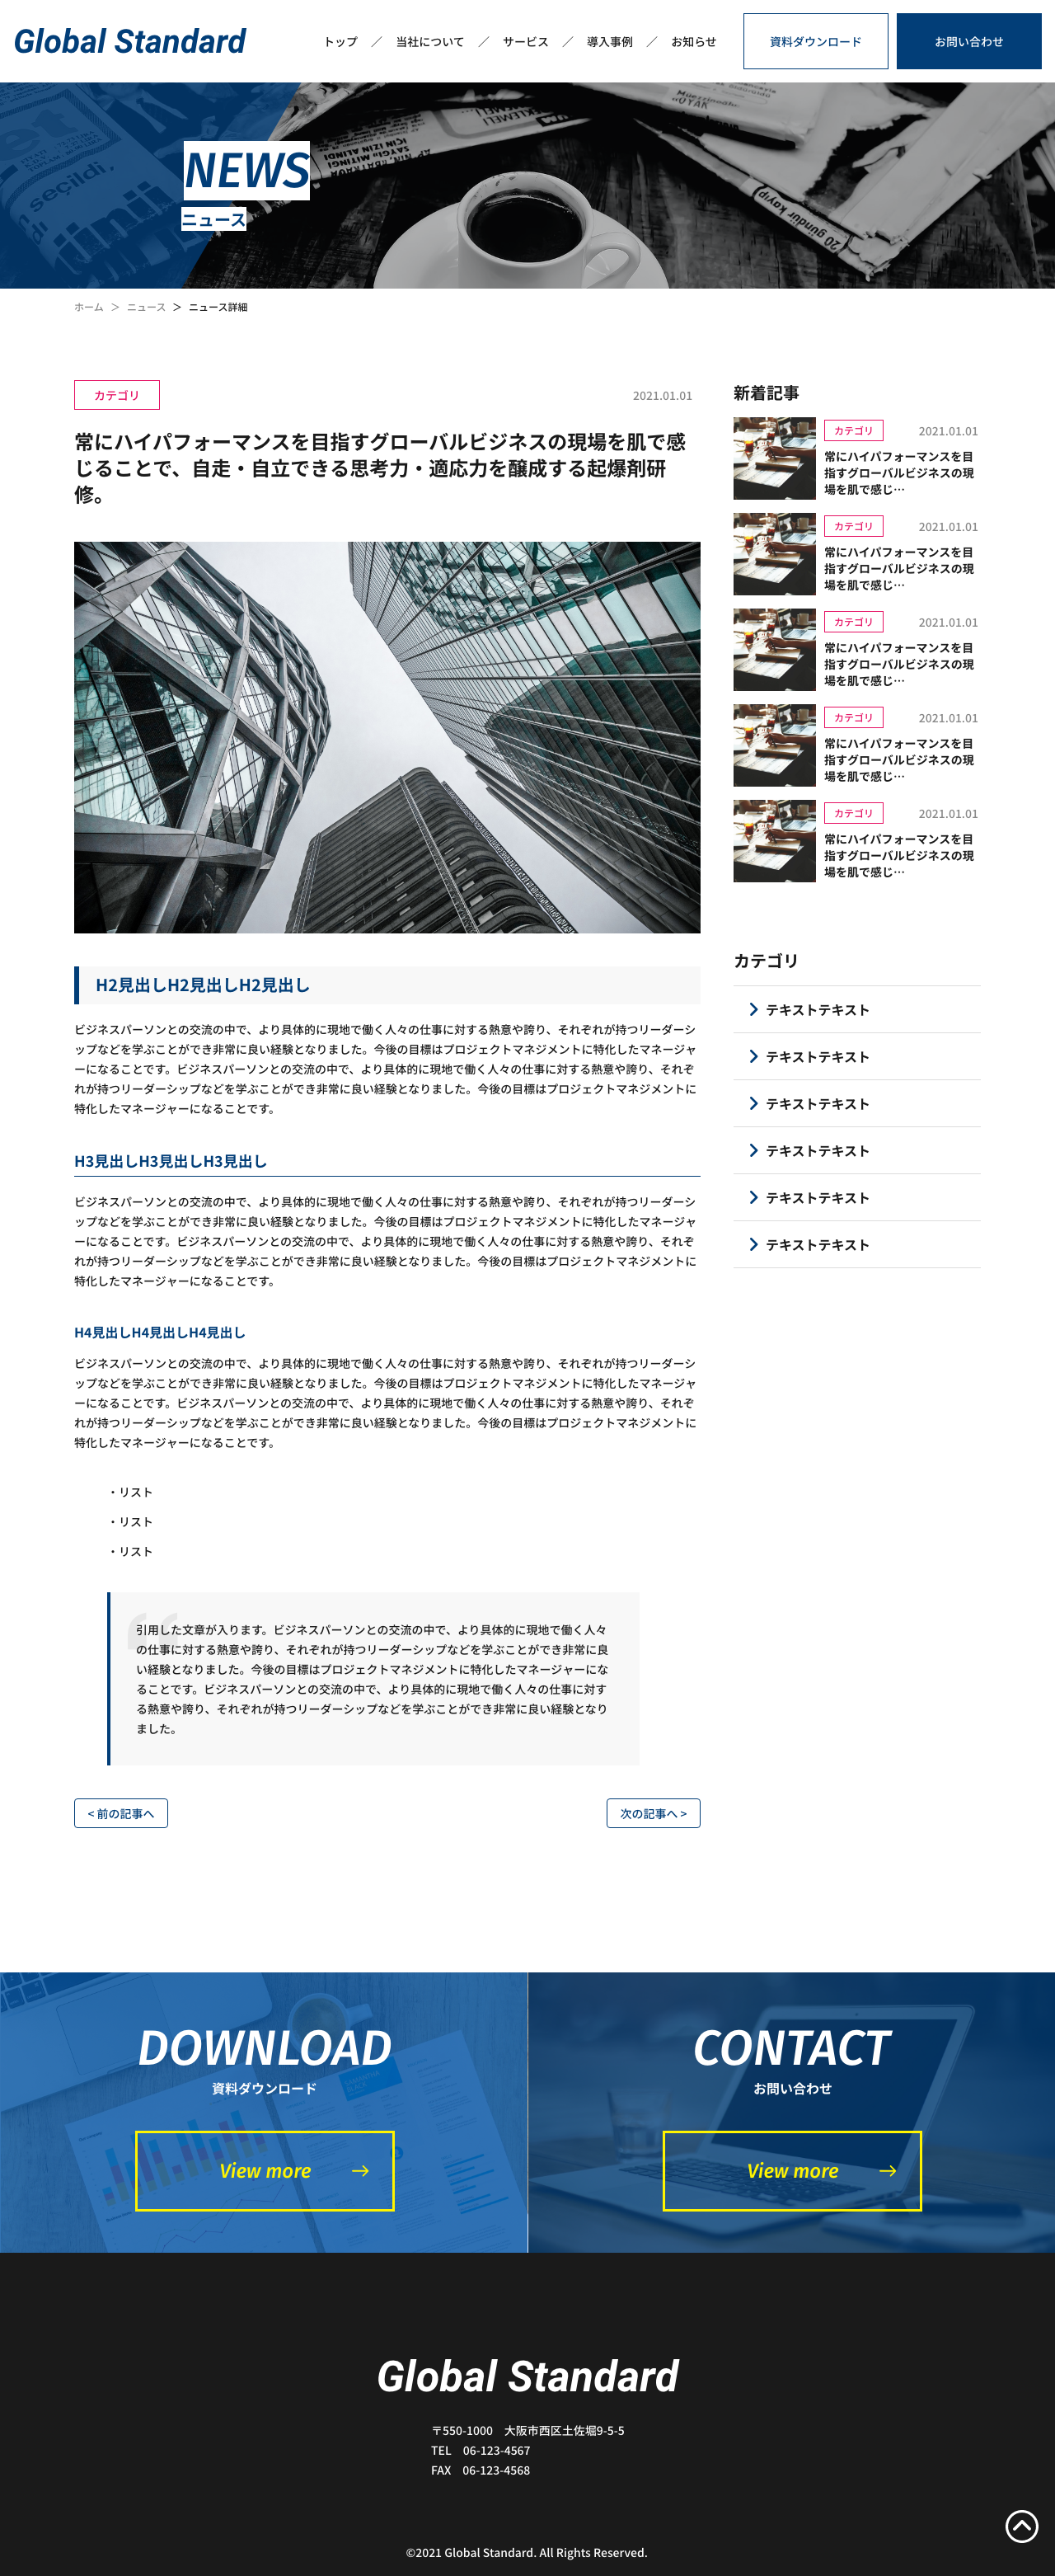 Global Standard
トップ ／ 当社について ／ サービス ／ 導入事例 ／ お知らせ
資料ダウンロード
お問い合わせ
NEWS
ニュース
ホーム ＞ ニュース ＞ ニュース詳細
カテゴリ
2021.01.01
常にハイパフォーマンスを目指すグローバルビジネスの現場を肌で感
じることで、自走・自立できる思考力・適応力を醸成する起爆剤研
修。
H2見出しH2見出しH2見出し
ビジネスパーソンとの交流の中で、より具体的に現地で働く人々の仕事に対する熱意や誇り、それぞれが持つリーダーシ
ップなどを学ぶことができ非常に良い経験となりました。今後の目標はプロジェクトマネジメントに特化したマネージャ
ーになることです。ビジネスパーソンとの交流の中で、より具体的に現地で働く人々の仕事に対する熱意や誇り、それぞ
れが持つリーダーシップなどを学ぶことができ非常に良い経験となりました。今後の目標はプロジェクトマネジメントに
特化したマネージャーになることです。
H3見出しH3見出しH3見出し
ビジネスパーソンとの交流の中で、より具体的に現地で働く人々の仕事に対する熱意や誇り、それぞれが持つリーダーシ
ップなどを学ぶことができ非常に良い経験となりました。今後の目標はプロジェクトマネジメントに特化したマネージャ
ーになることです。ビジネスパーソンとの交流の中で、より具体的に現地で働く人々の仕事に対する熱意や誇り、それぞ
れが持つリーダーシップなどを学ぶことができ非常に良い経験となりました。今後の目標はプロジェクトマネジメントに
特化したマネージャーになることです。
H4見出しH4見出しH4見出し
ビジネスパーソンとの交流の中で、より具体的に現地で働く人々の仕事に対する熱意や誇り、それぞれが持つリーダーシ
ップなどを学ぶことができ非常に良い経験となりました。今後の目標はプロジェクトマネジメントに特化したマネージャ
ーになることです。ビジネスパーソンとの交流の中で、より具体的に現地で働く人々の仕事に対する熱意や誇り、それぞ
れが持つリーダーシップなどを学ぶことができ非常に良い経験となりました。今後の目標はプロジェクトマネジメントに
特化したマネージャーになることです。
・リスト
・リスト
・リスト
引用した文章が入ります。ビジネスパーソンとの交流の中で、より具体的に現地で働く人々
の仕事に対する熱意や誇り、それぞれが持つリーダーシップなどを学ぶことができ非常に良
い経験となりました。今後の目標はプロジェクトマネジメントに特化したマネージャーにな
ることです。ビジネスパーソンとの交流の中で、より具体的に現地で働く人々の仕事に対す
る熱意や誇り、それぞれが持つリーダーシップなどを学ぶことができ非常に良い経験となり
ました。
< 前の記事へ
次の記事へ >
新着記事
カテゴリ 2021.01.01
常にハイパフォーマンスを目
指すグローバルビジネスの現
場を肌で感じ…
カテゴリ 2021.01.01
常にハイパフォーマンスを目
指すグローバルビジネスの現
場を肌で感じ…
カテゴリ 2021.01.01
常にハイパフォーマンスを目
指すグローバルビジネスの現
場を肌で感じ…
カテゴリ 2021.01.01
常にハイパフォーマンスを目
指すグローバルビジネスの現
場を肌で感じ…
カテゴリ 2021.01.01
常にハイパフォーマンスを目
指すグローバルビジネスの現
場を肌で感じ…
カテゴリ
テキストテキスト
テキストテキスト
テキストテキスト
テキストテキスト
テキストテキスト
テキストテキスト
DOWNLOAD
資料ダウンロード
View more
CONTACT
お問い合わせ
View more
Global Standard
〒550-1000　大阪市西区土佐堀9-5-5
TEL　06-123-4567
FAX　06-123-4568
©2021 Global Standard. All Rights Reserved.